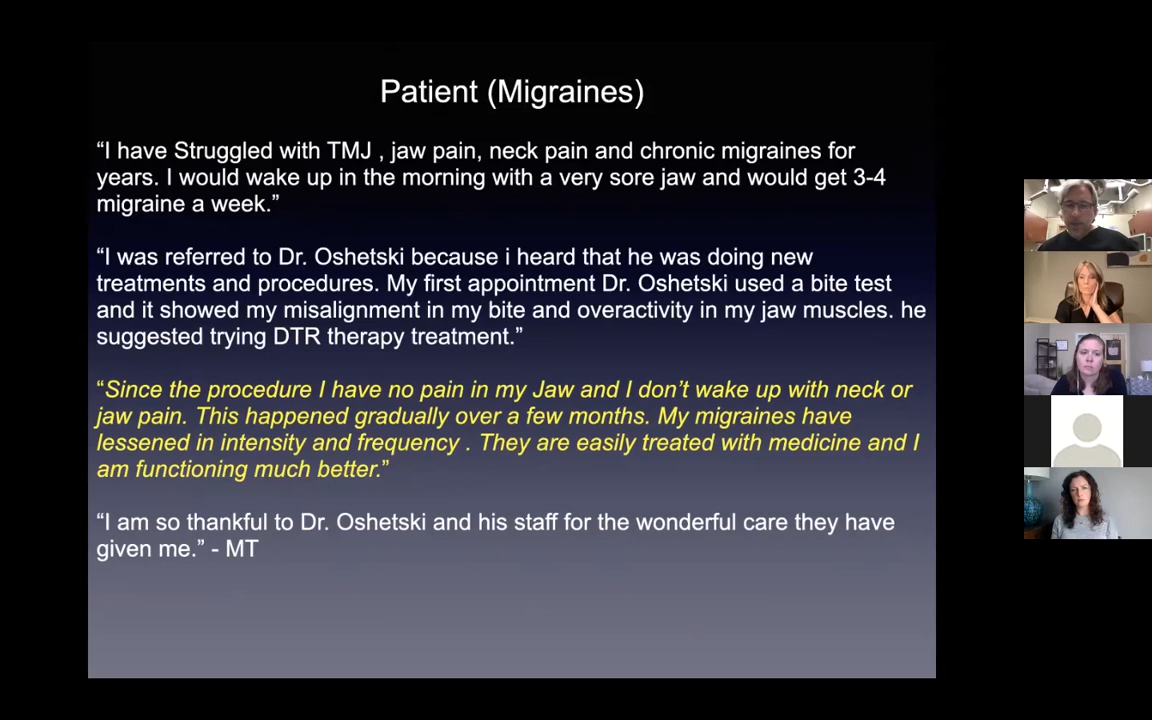 Patient (Migraines)
“I have Struggled with TMJ , jaw pain, neck pain and chronic migraines for
years. I would wake up in the morning with a very sore jaw and would get 3-4
migraine a week.”
“I was referred to Dr. Oshetski because i heard that he was doing new
treatments and procedures. My first appointment Dr. Oshetski used a bite test
and it showed my misalignment in my bite and overactivity in my jaw muscles. he
suggested trying DTR therapy treatment.”
“Since the procedure I have no pain in my Jaw and I don’t wake up with neck or
jaw pain. This happened gradually over a few months. My migraines have
lessened in intensity and frequency . They are easily treated with medicine and I
am functioning much better.”
“I am so thankful to Dr. Oshetski and his staff for the wonderful care they have
given me.” - MT